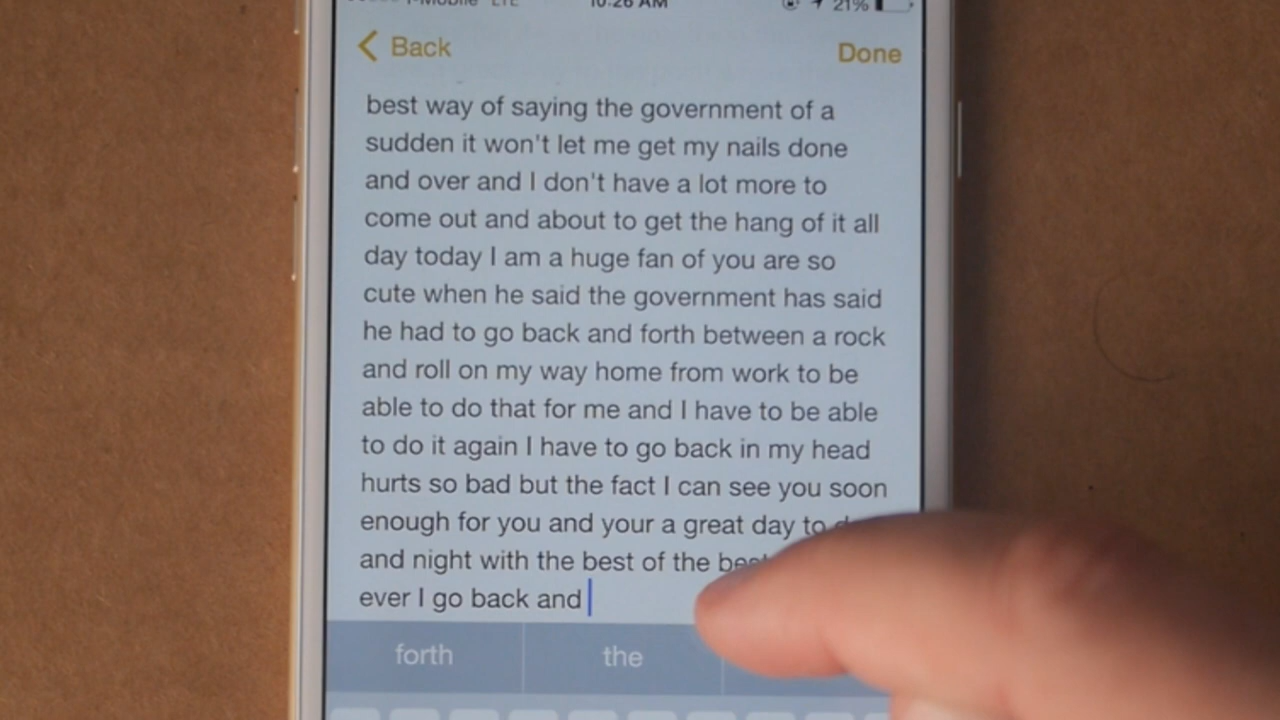 T-Mobile LTE 10:26 AM 21%
Back Done
best way of saying the government of a
sudden it won't let me get my nails done
and over and I don't have a lot more to
come out and about to get the hang of it all
day today I am a huge fan of you are so
cute when he said the government has said
he had to go back and forth between a rock
and roll on my way home from work to be
able to do that for me and I have to be able
to do it again I have to go back in my head
hurts so bad but the fact I can see you soon
enough for you and your a great day to
and night with the best of the
ever I go back and
forth the